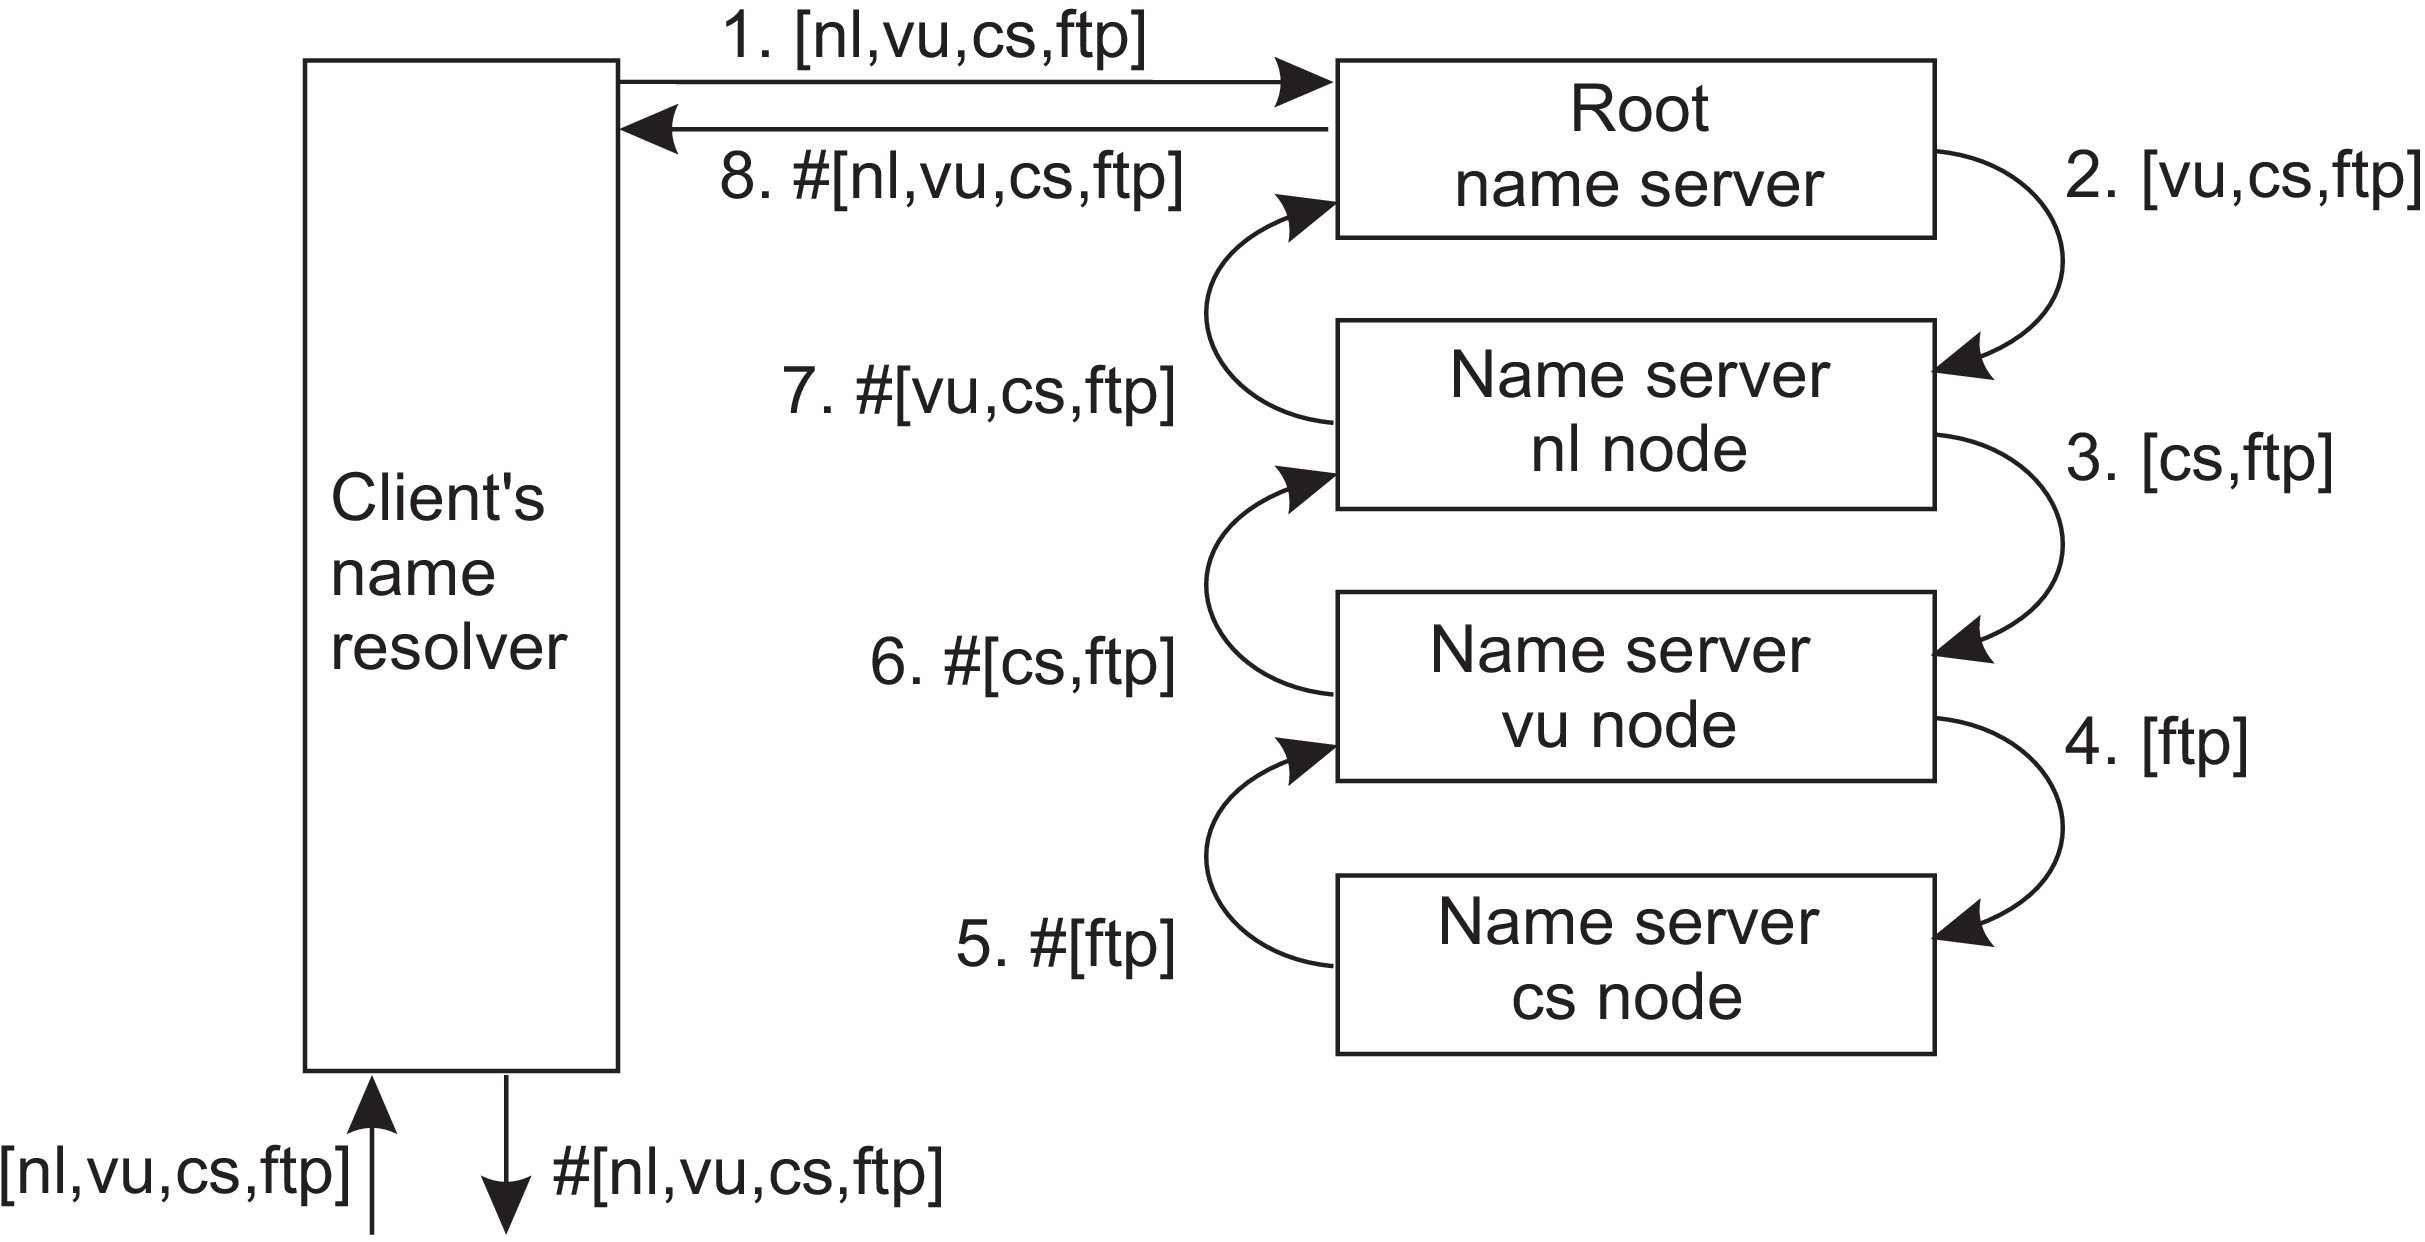 1. [nl,vu,cs,ftp]
8. #[nl,vu,cs,ftp]
Root
name server
2. [vu,cs,ftp]
7. #[vu,cs,ftp]
Name server
nl node
3. [cs,ftp]
Client's
name
resolver
6. #[cs,ftp]
Name server
vu node
4. [ftp]
5. #[ftp]
Name server
cs node
[nl,vu,cs,ftp]
#[nl,vu,cs,ftp]